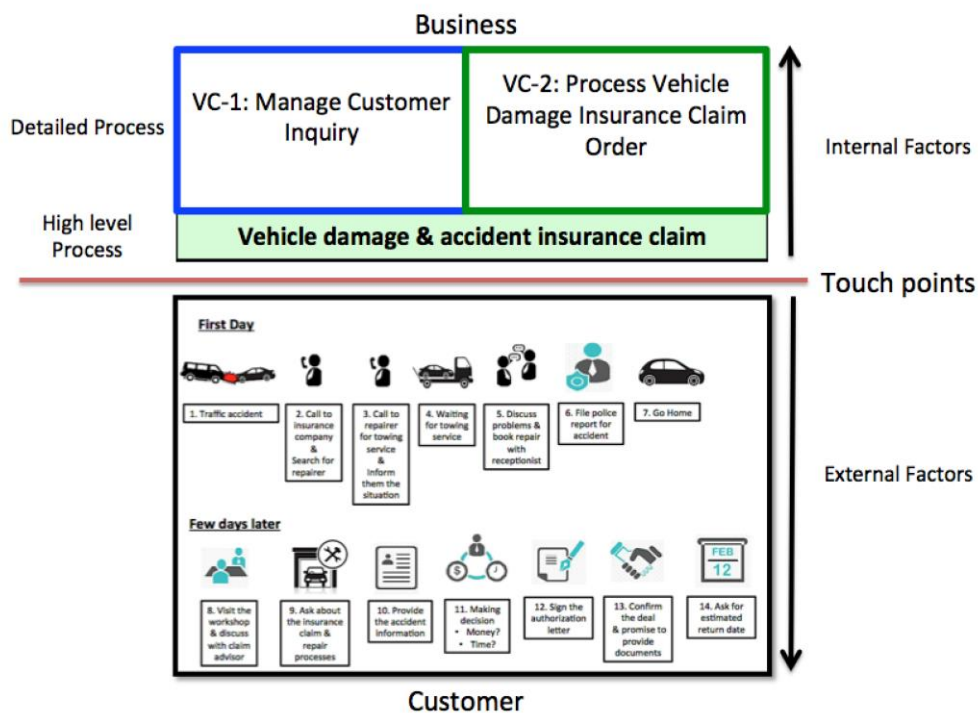 Business
VC-1: Manage Customer
Inquiry
VC-2: Process Vehicle
Damage Insurance Claim
Order
Detailed Process
Internal Factors
High level
Process
Vehicle damage & accident insurance claim
Touch points
First Day
1. Traffic accident
2. Call to
insurance
company
&
Search for
repairer
3. Call to
repairer
for towing
service
&
Inform
them the
situation
4. Waiting
for towing
service
5. Discuss
problems &
book repair
with
receptionist
6. File police
report for
accident
7. Go Home
External Factors
Few days later
FEB
12
8. Visit the
workshop
& discuss
with claim
advisor
9. Ask about
the insurance
claim &
repair
processes
10. Provide
the accident
information
11. Making
decision
• Money?
• Time?
12. Sign the
authorization
letter
13. Confirm
the deal
& promise to
provide
documents
14. Ask for
estimated
return date
Customer